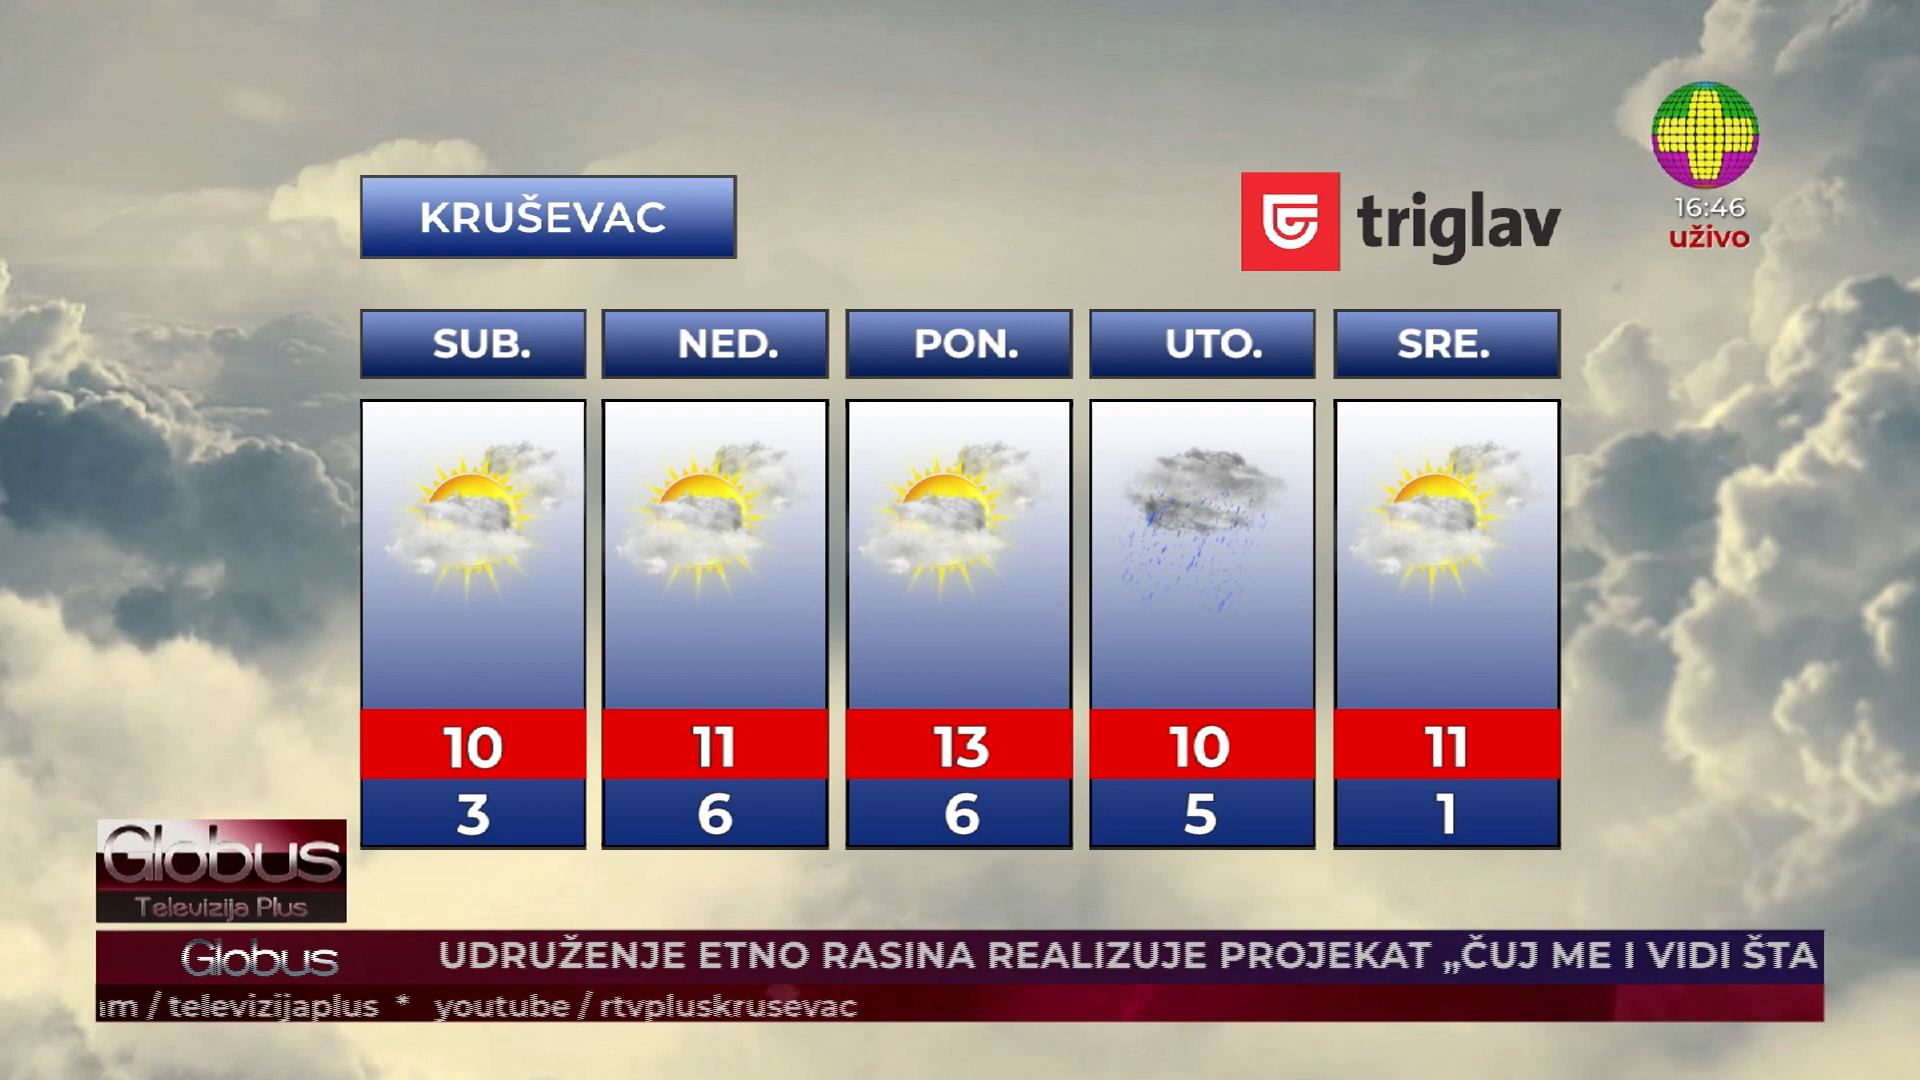 KRUŠEVAC
triglav
16:46
uživo
SUB. NED. PON. UTO. SRE.
10 11 13 10 11
3 6 6 5 1
Globus
Televizija Plus
Globus UDRUŽENJE ETNO RASINA REALIZUJE PROJEKAT „ČUJ ME I VIDI ŠTA
/ televizijaplus * youtube / rtvpluskrusevac